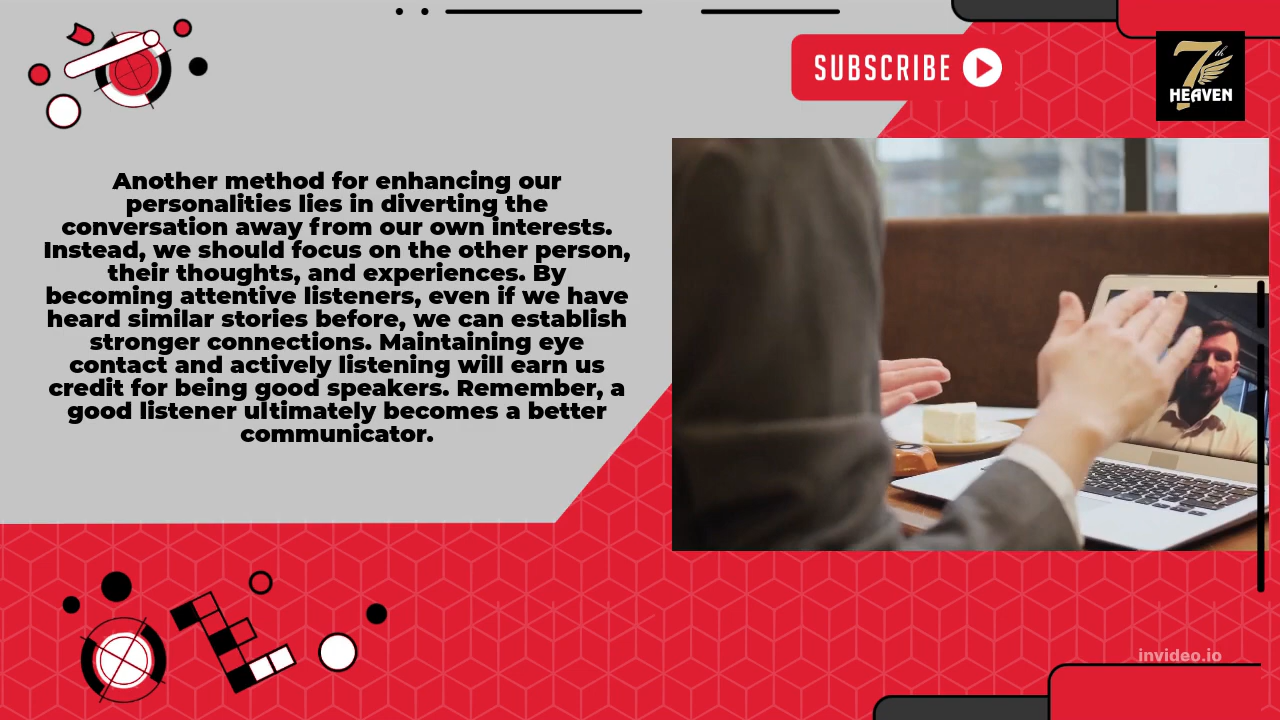 SUBSCRIBE
7th
HEAVEN
Another method for enhancing our
personalities lies in diverting the
conversation away from our own interests.
Instead, we should focus on the other person,
their thoughts, and experiences. By
becoming attentive listeners, even if we have
heard similar stories before, we can establish
stronger connections. Maintaining eye
contact and actively listening will earn us
credit for being good speakers. Remember, a
good listener ultimately becomes a better
communicator.
invideo.io